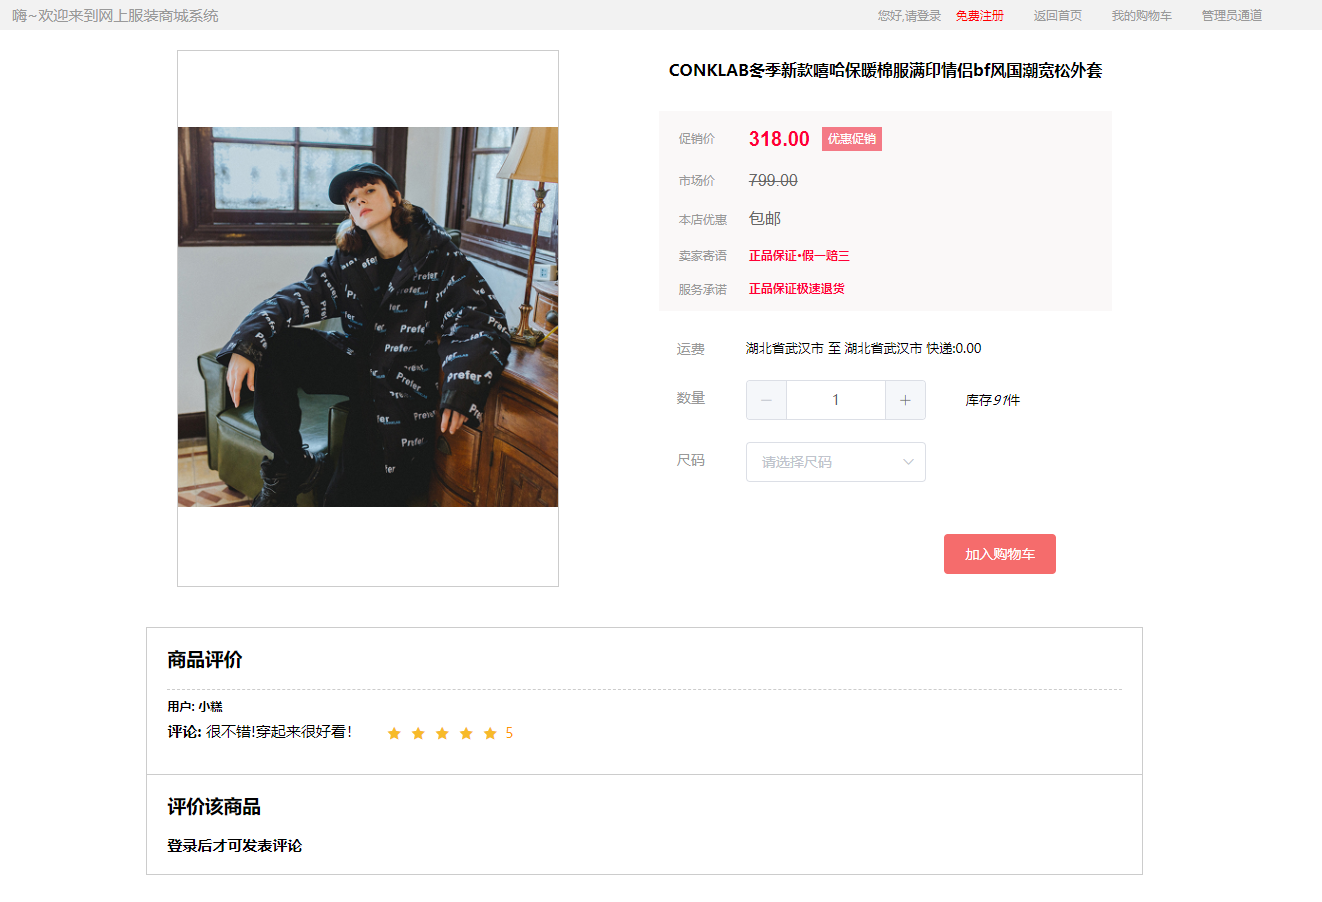 嗨~欢迎来到网上服装商城系统
您好,请登录 免费注册 返回首页 我的购物车 管理员通道
CONKLAB冬季新款嘻哈保暖棉服满印情侣bf风国潮宽松外套
促销价 318.00 优惠促销
市场价 799.00
本店优惠 包邮
卖家寄语 正品保证•假一赔三
服务承诺 正品保证极速退货
运费 湖北省武汉市 至 湖北省武汉市 快递:0.00
数量 － 1 ＋ 库存91件
尺码 请选择尺码
加入购物车
Prefer
Prefer
Prefer
Prefer
商品评价
用户: 小糕
评论: 很不错!穿起来很好看! 5
评价该商品
登录后才可发表评论